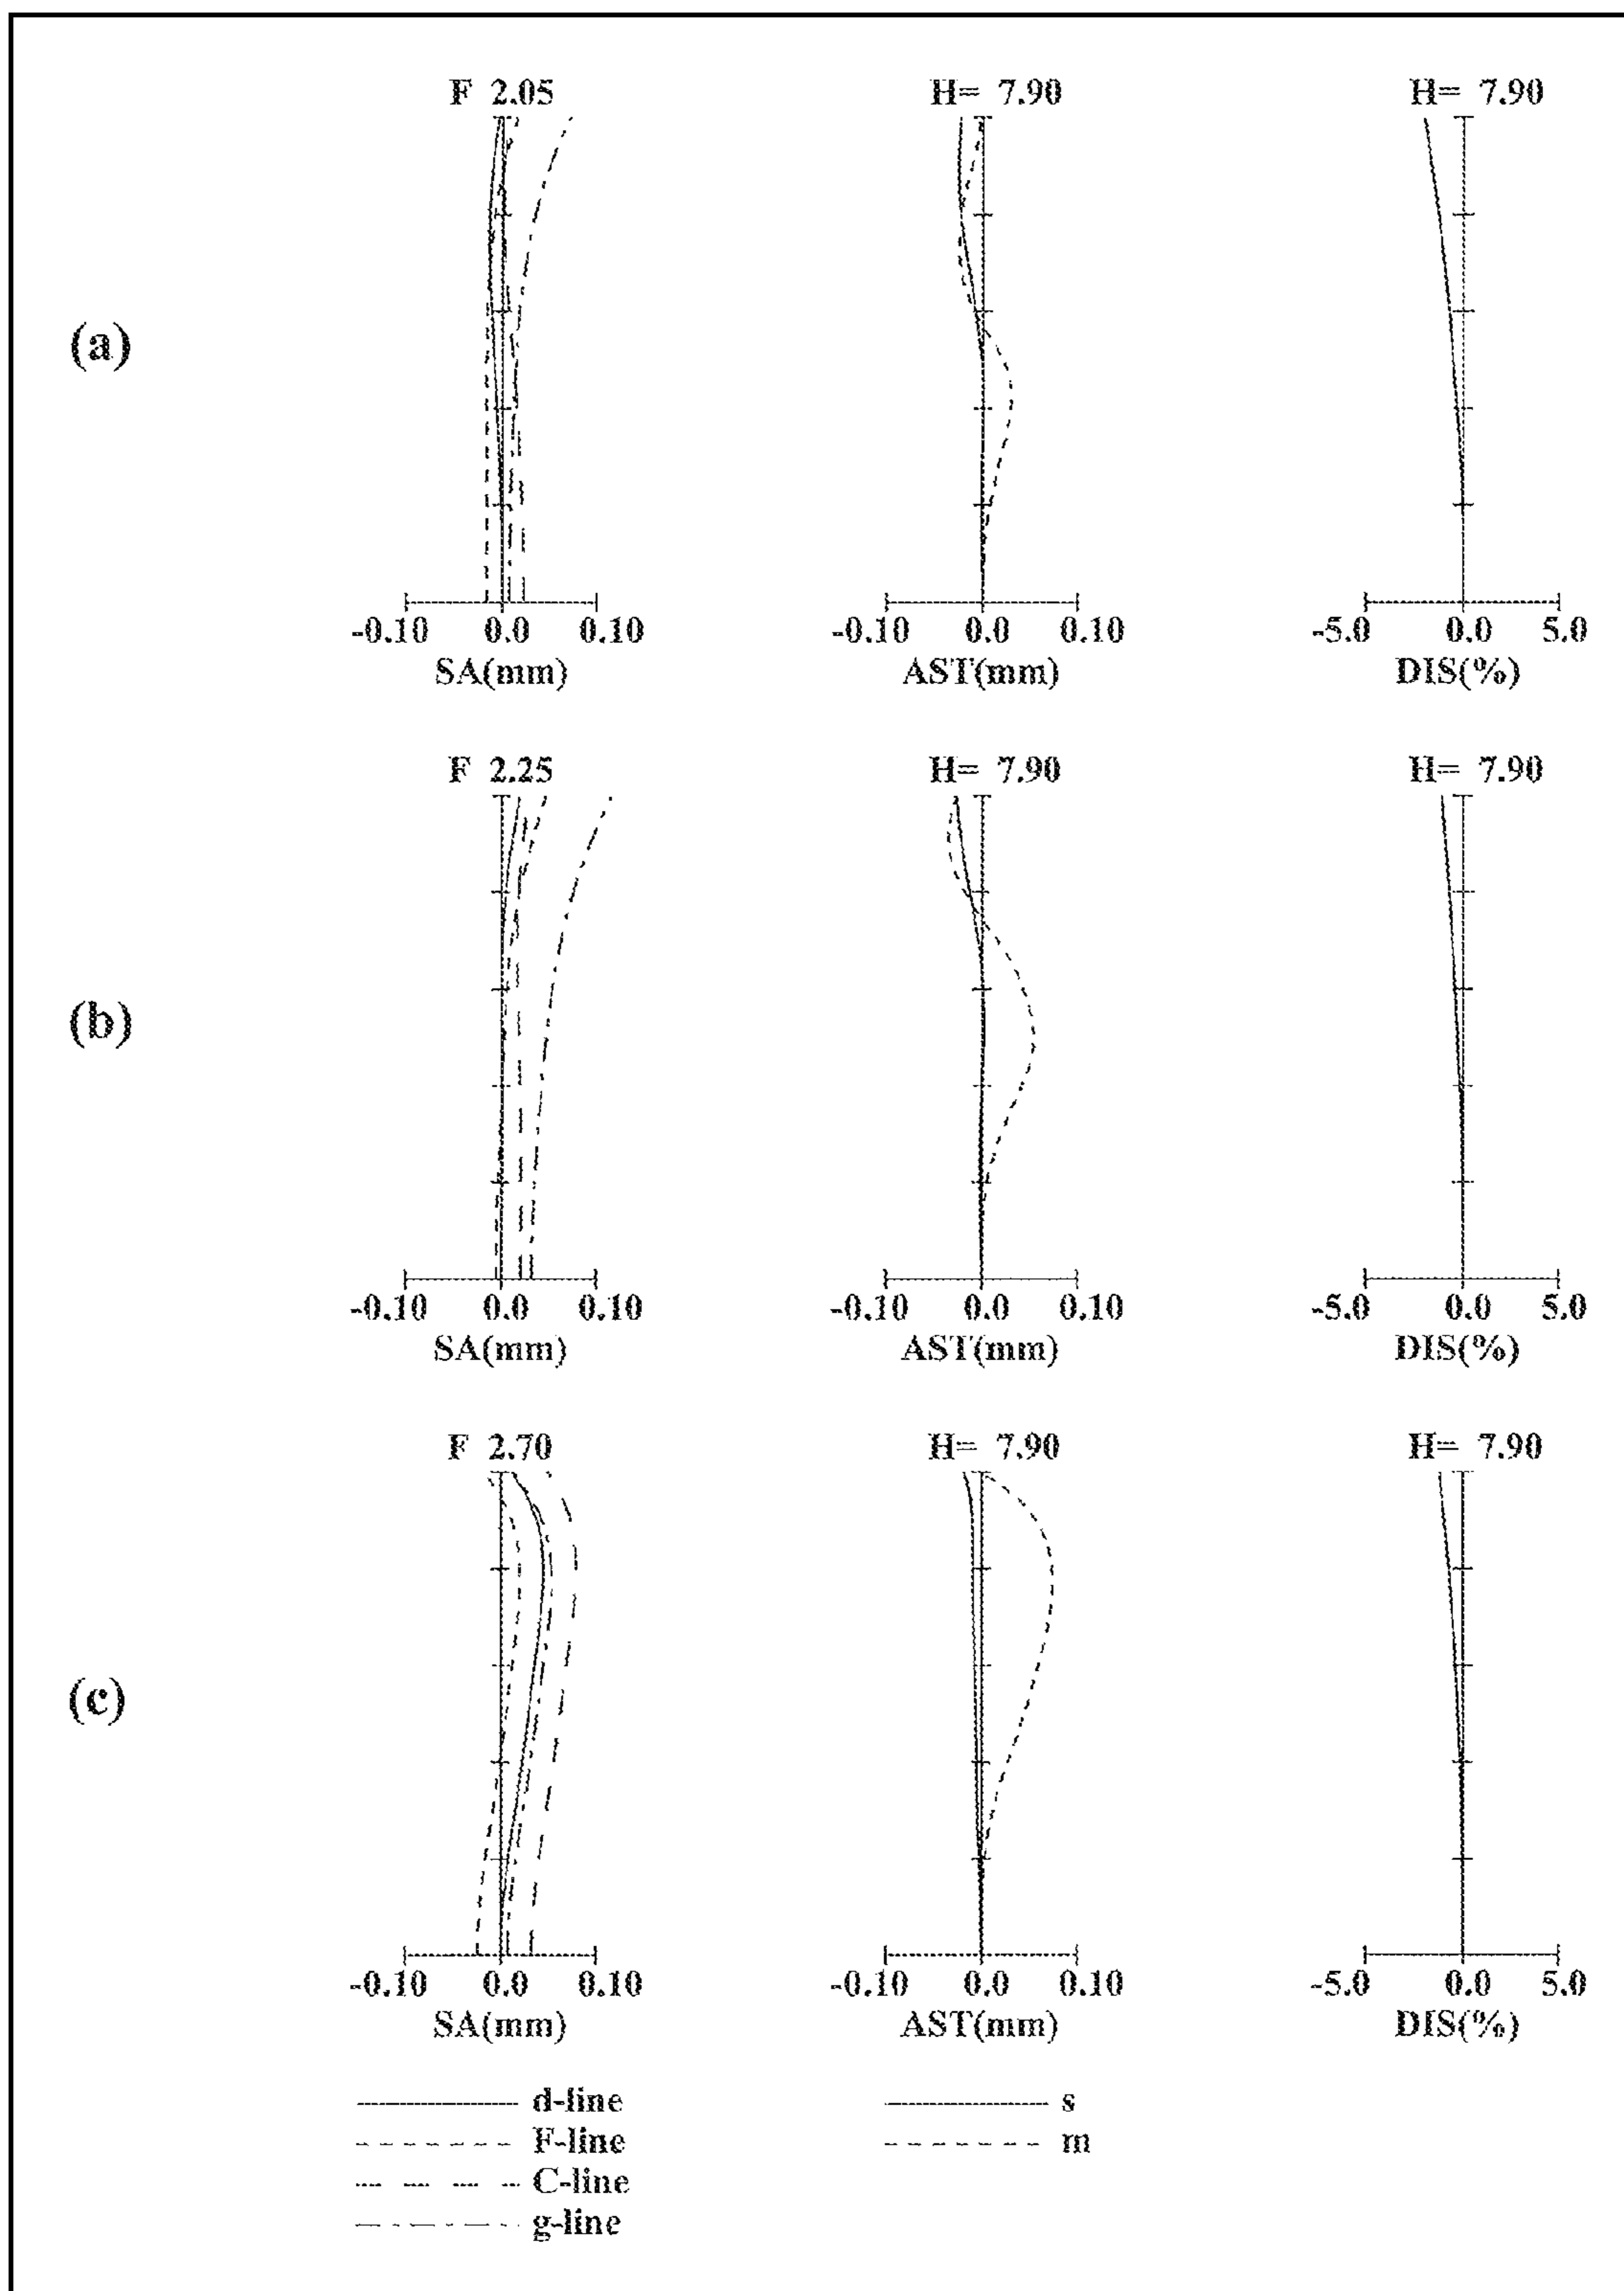 F 2.05 H= 7.90 H= 7.90
(a)
-0.10 0.0 0.10 -0.10 0.0 0.10 -5.0 0.0 5.0
SA(mm) AST(mm) DIS(%)
F 2.25 H= 7.90 H= 7.90
(b)
-0.10 0.0 0.10 -0.10 0.0 0.10 -5.0 0.0 5.0
SA(mm) AST(mm) DIS(%)
F 2.70 H= 7.90 H= 7.90
(c)
-0.10 0.0 0.10 -0.10 0.0 0.10 -5.0 0.0 5.0
SA(mm) AST(mm) DIS(%)
d-line s
F-line m
C-line
g-line